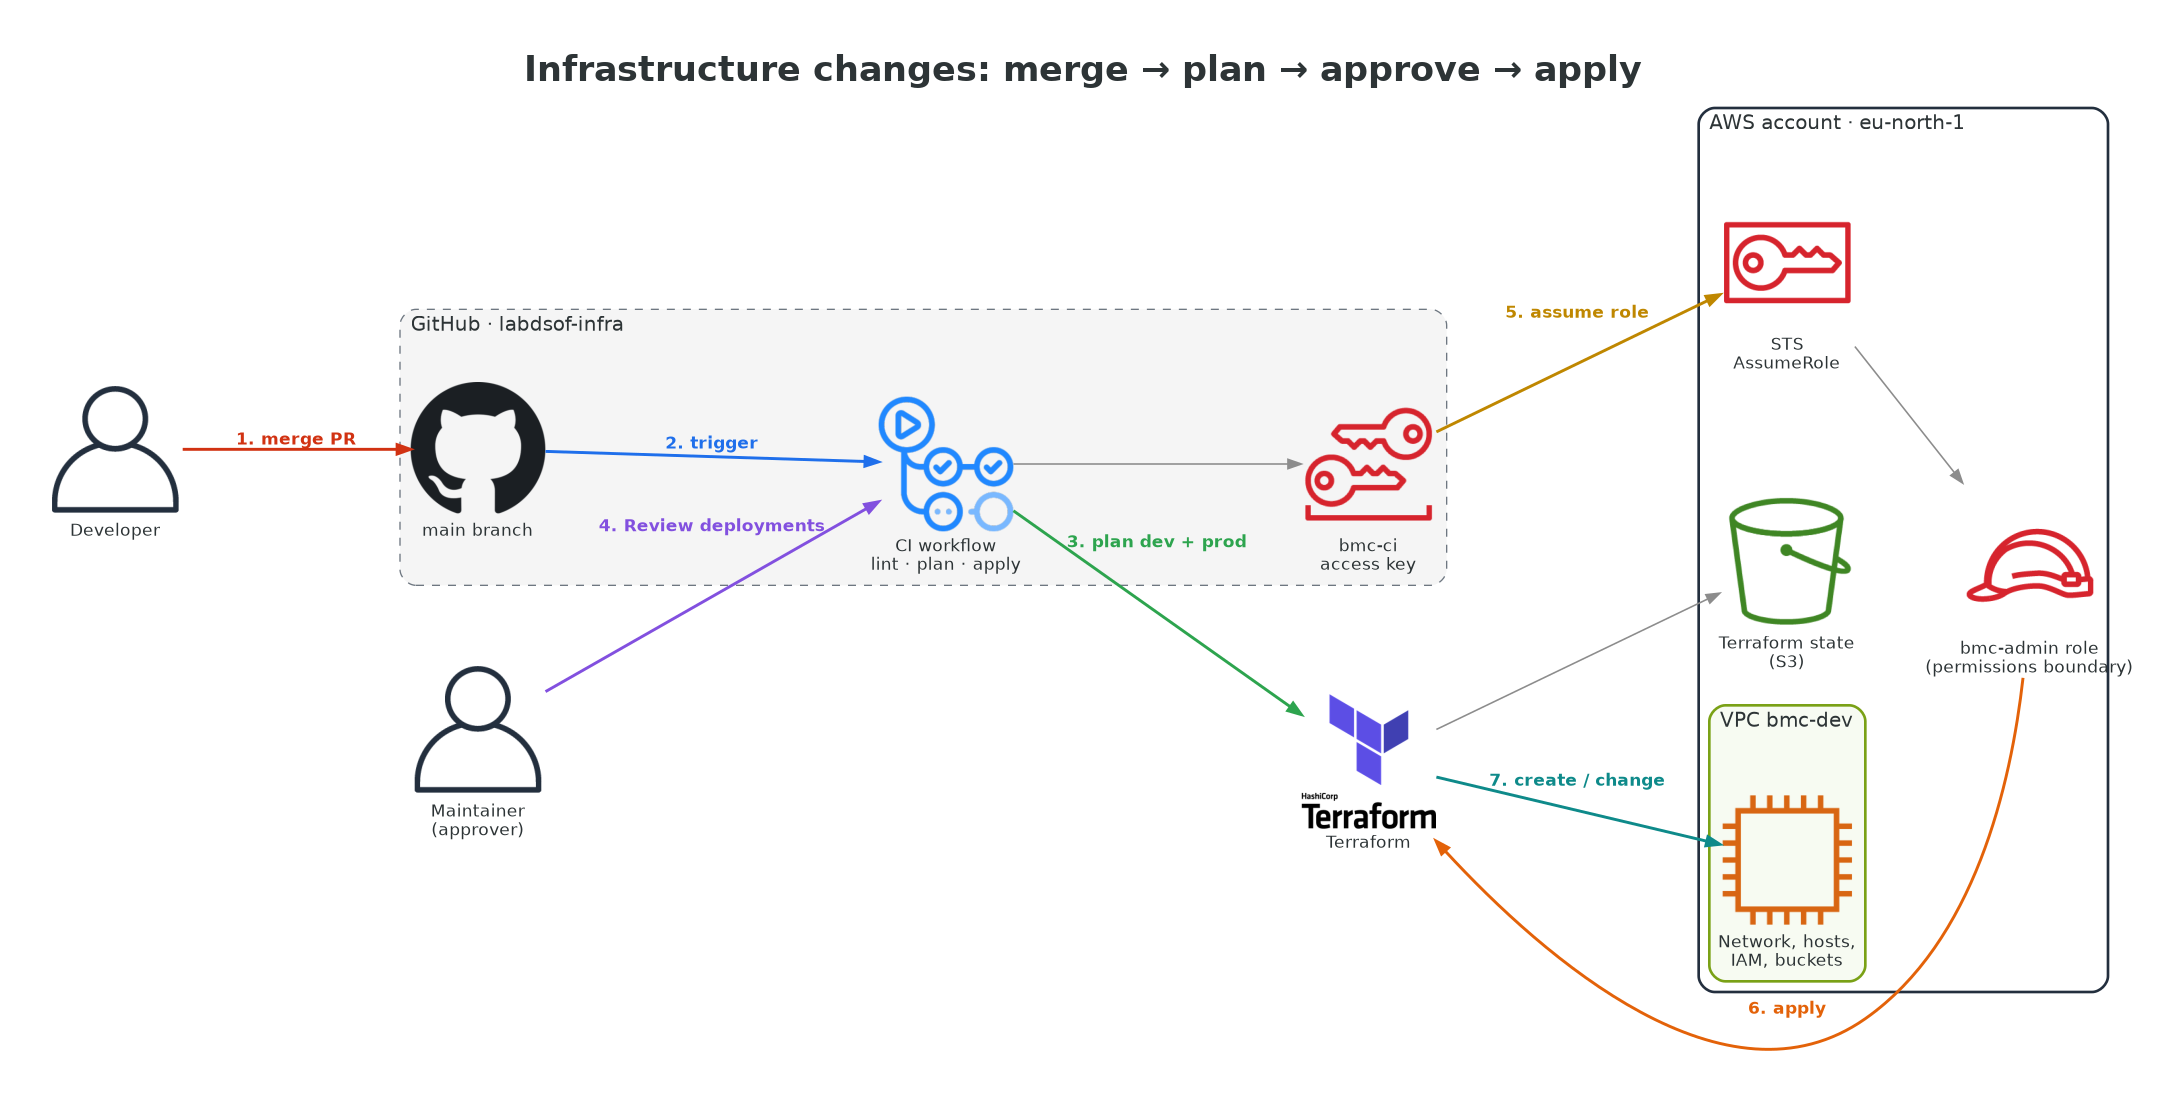 Infrastructure changes: merge → plan → approve → apply
AWS account · eu-north-1
GitHub · labdsof-infra
5. assume role
STS
AssumeRole
1. merge PR
2. trigger
4. Review deployments
3. plan dev + prod
Developer
main branch
CI workflow
lint · plan · apply
bmc-ci
access key
Terraform state
(S3)
bmc-admin role
(permissions boundary)
VPC bmc-dev
7. create / change
Maintainer
(approver)
HashiCorp
Terraform
Terraform
Network, hosts,
IAM, buckets
6. apply